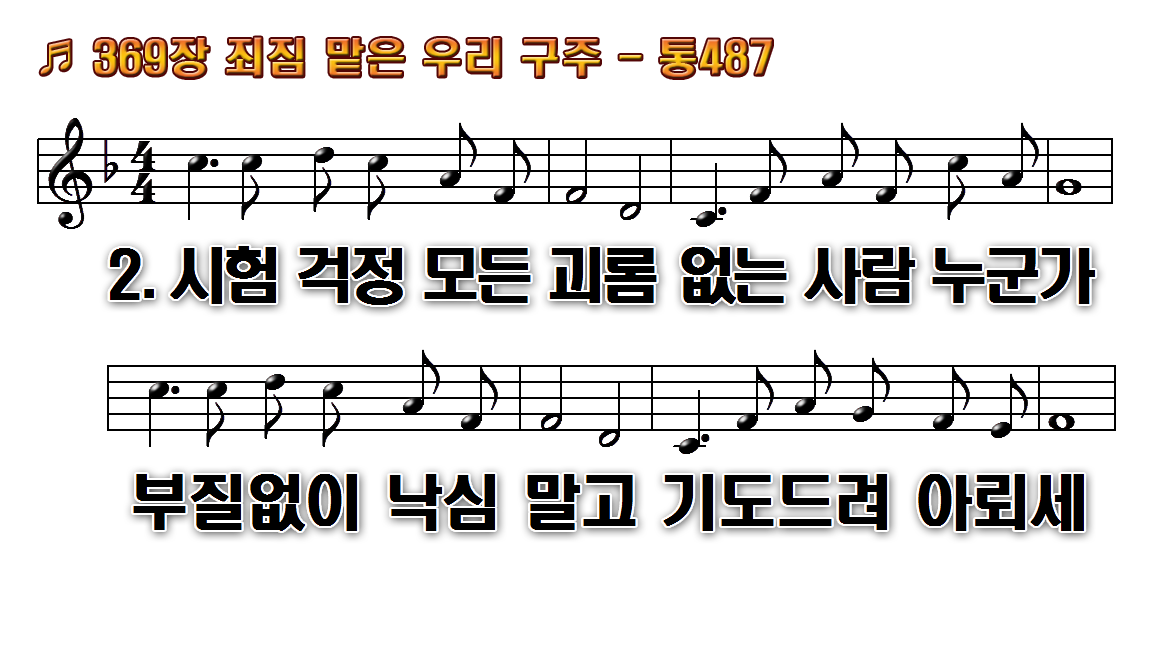 ♬ 369장 죄짐 맡은 우리 구주 - 통487
4
4
2. 시험 걱정 모든 괴롬 없는 사람 누군가
부질없이 낙심 말고 기도드려 아뢰세